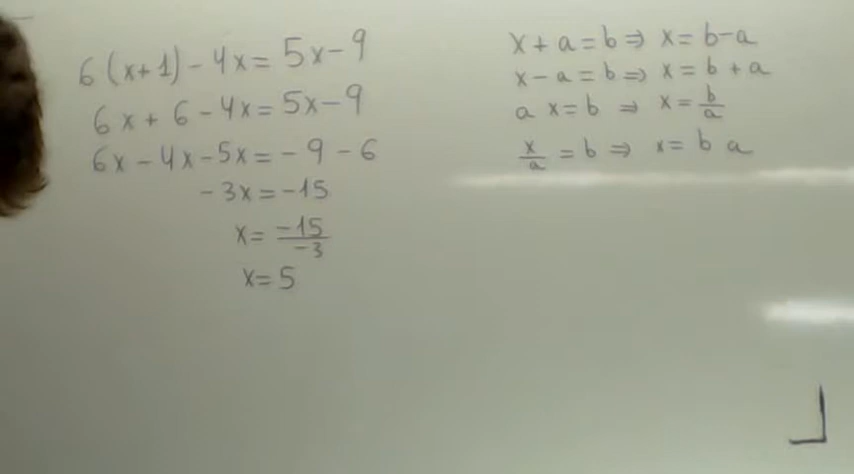 6(x+1)-4x=5x-9
6x+6-4x=5x-9
6x-4x-5x=-9-6
-3x=-15
x=-15/-3
x=5
x+a=b⇒x=b-a
x-a=b⇒x=b+a
a x=b⇒x=b/a
x/a=b⇒x=b a